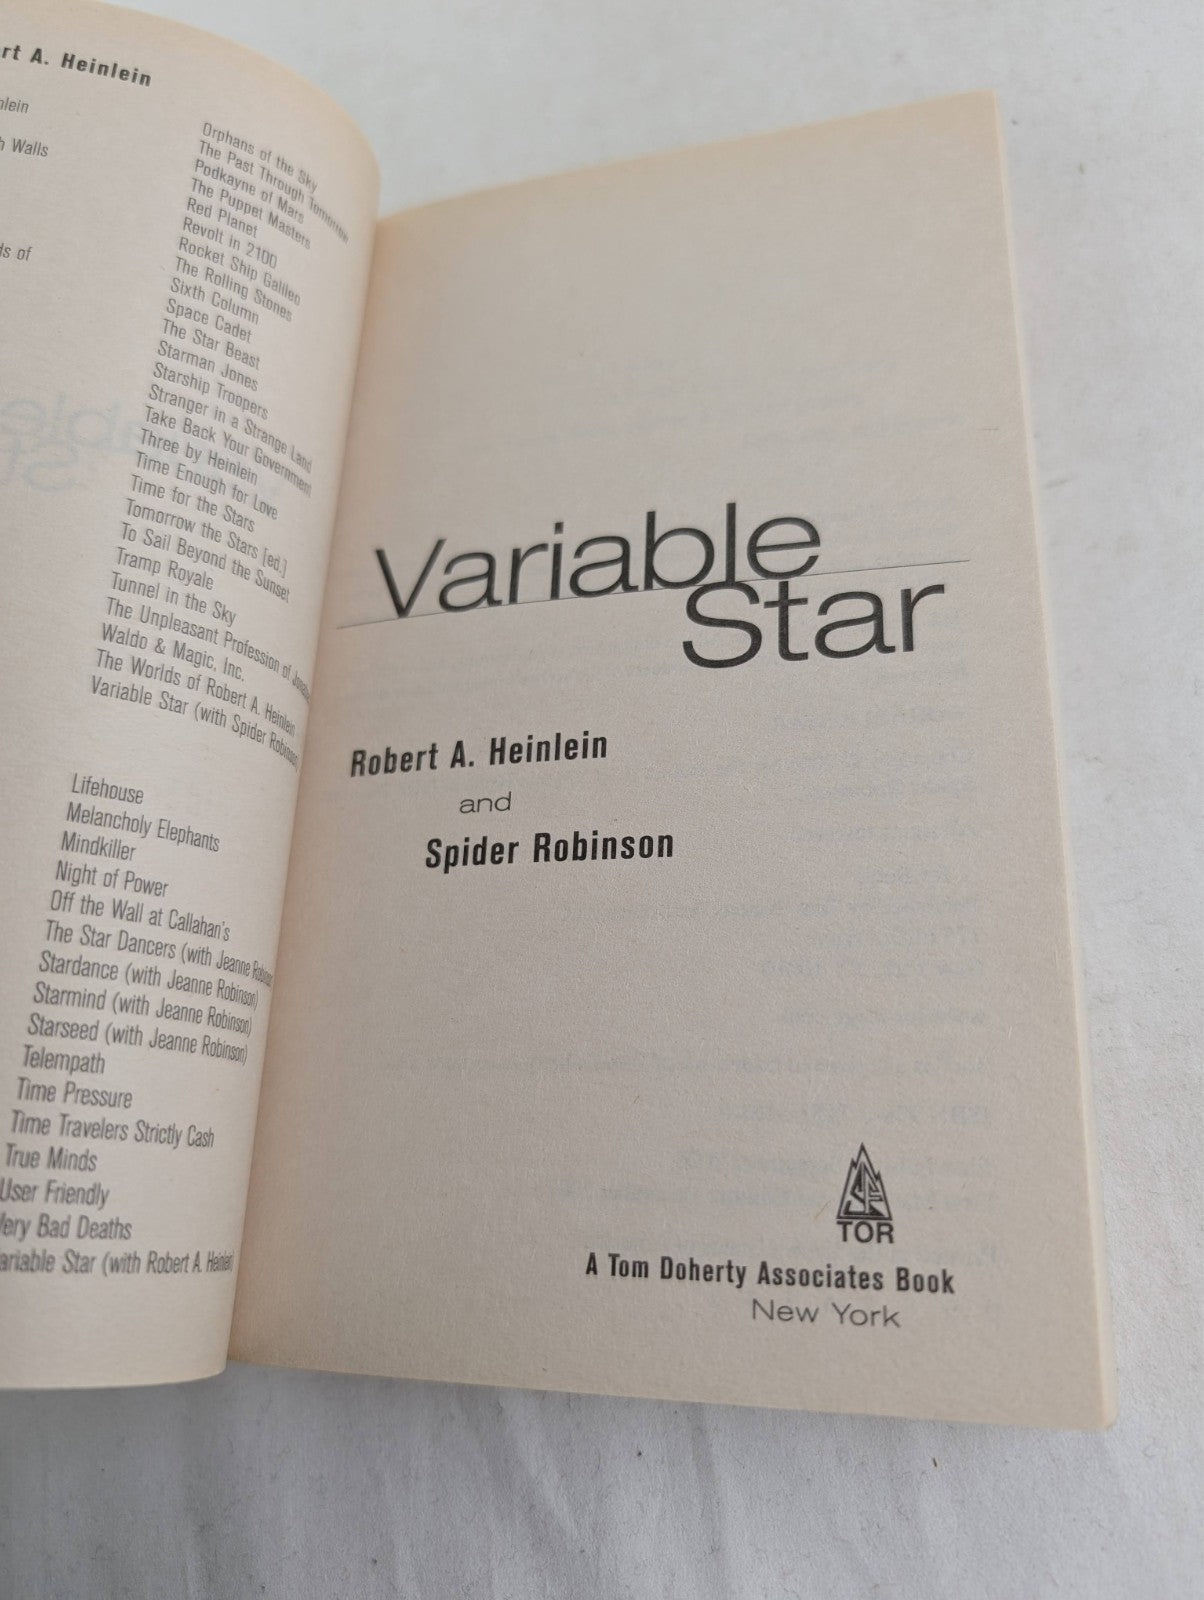 rt A. Heinlein
nlein
h Walls
ds of
Orphans of the Sky
The Past Through Tomorrow
Podkayne of Mars
The Puppet Masters
Red Planet
Revolt in 2100
Rocket Ship Galileo
The Rolling Stones
Sixth Column
Space Cadet
The Star Beast
Starman Jones
Starship Troopers
Stranger in a Strange Land
Take Back Your Government
Three by Heinlein
Time Enough for Love
Time for the Stars
Tomorrow the Stars [ed.]
To Sail Beyond the Sunset
Tramp Royale
Tunnel in the Sky
The Unpleasant Profession of
Waldo & Magic, Inc.
The Worlds of Robert A. Heinlein
Variable Star (with Spider Robinson)
Lifehouse
Melancholy Elephants
Mindkiller
Night of Power
Off the Wall at Callahan's
The Star Dancers (with Jeanne Robinson
Stardance (with Jeanne Robinson)
Starmind (with Jeanne Robinson)
Starseed (with Jeanne Robinson)
Telempath
Time Pressure
Time Travelers Strictly Cash
True Minds
User Friendly
Very Bad Deaths
ariable Star (with Robert A. Heinlein)
Variable
Star
Robert A. Heinlein
and
Spider Robinson
SF
TOR
A Tom Doherty Associates Book
New York